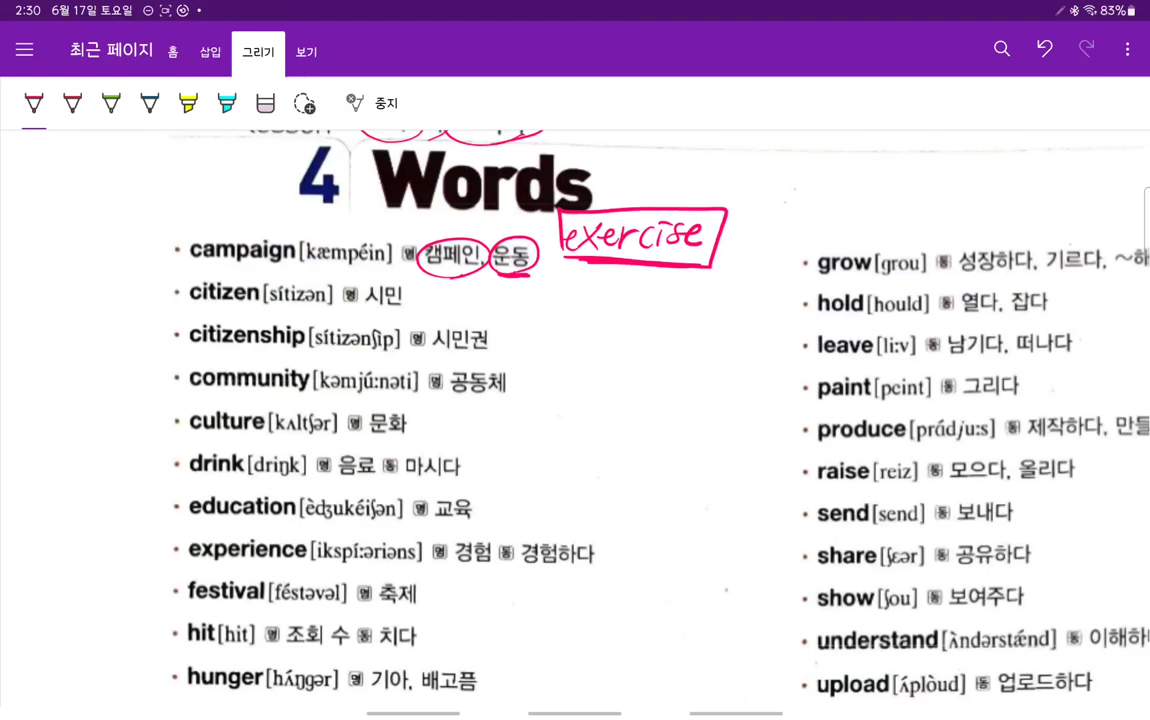 2:30 6월 17일 토요일 83%
최근 페이지 홈 삽입 그리기 보기
중지
4 Words
exercise
• campaign[kæmpéin] 명 캠페인, 운동
• citizen[sítizən] 명 시민
• citizenship[sítizənʃìp] 명 시민권
• community[kəmjúːnəti] 명 공동체
• culture[kʌltʃər] 명 문화
• drink[driŋk] 명 음료 동 마시다
• education[èʤukéiʃən] 명 교육
• experience[ikspíːəriəns] 명 경험 동 경험하다
• festival[féstəvəl] 명 축제
• hit[hit] 명 조회 수 동 치다
• hunger[hʌ́ŋgər] 명 기아, 배고픔
• grow[grou] 동 성장하다, 기르다, ~해
• hold[hould] 동 열다, 잡다
• leave[liːv] 동 남기다, 떠나다
• paint[peint] 동 그리다
• produce[prədjuːs] 동 제작하다, 만들
• raise[reiz] 동 모으다, 올리다
• send[send] 동 보내다
• share[ʃɛər] 동 공유하다
• show[ʃou] 동 보여주다
• understand[ʌ̀ndərstǽnd] 동 이해하
• upload[ʌ́plòud] 동 업로드하다